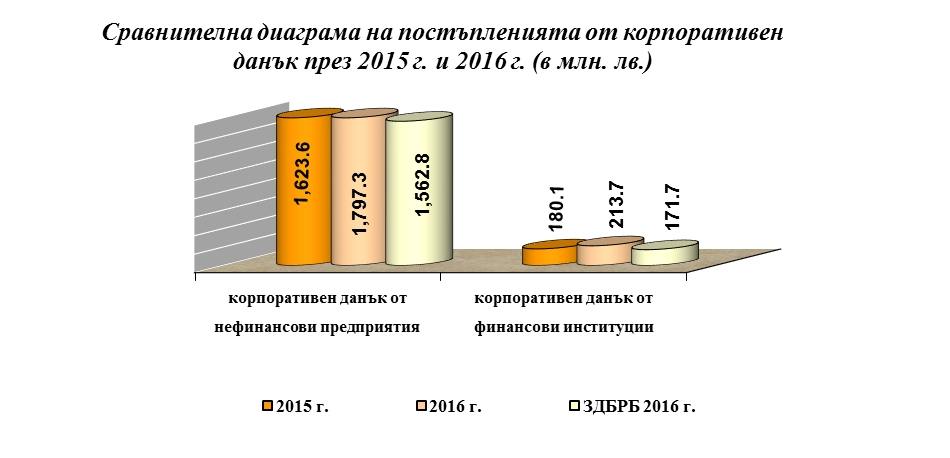 Сравнителна диаграма на постъпленията от корпоративен
данък през 2015 г. и 2016 г. (в млн. лв.)
1,623.6
1,797.3
1,562.8
180.1
213.7
171.7
корпоративен данък от
нефинансови предприятия
корпоративен данък от
финансови институции
2015 г.
2016 г.
ЗДБРБ 2016 г.